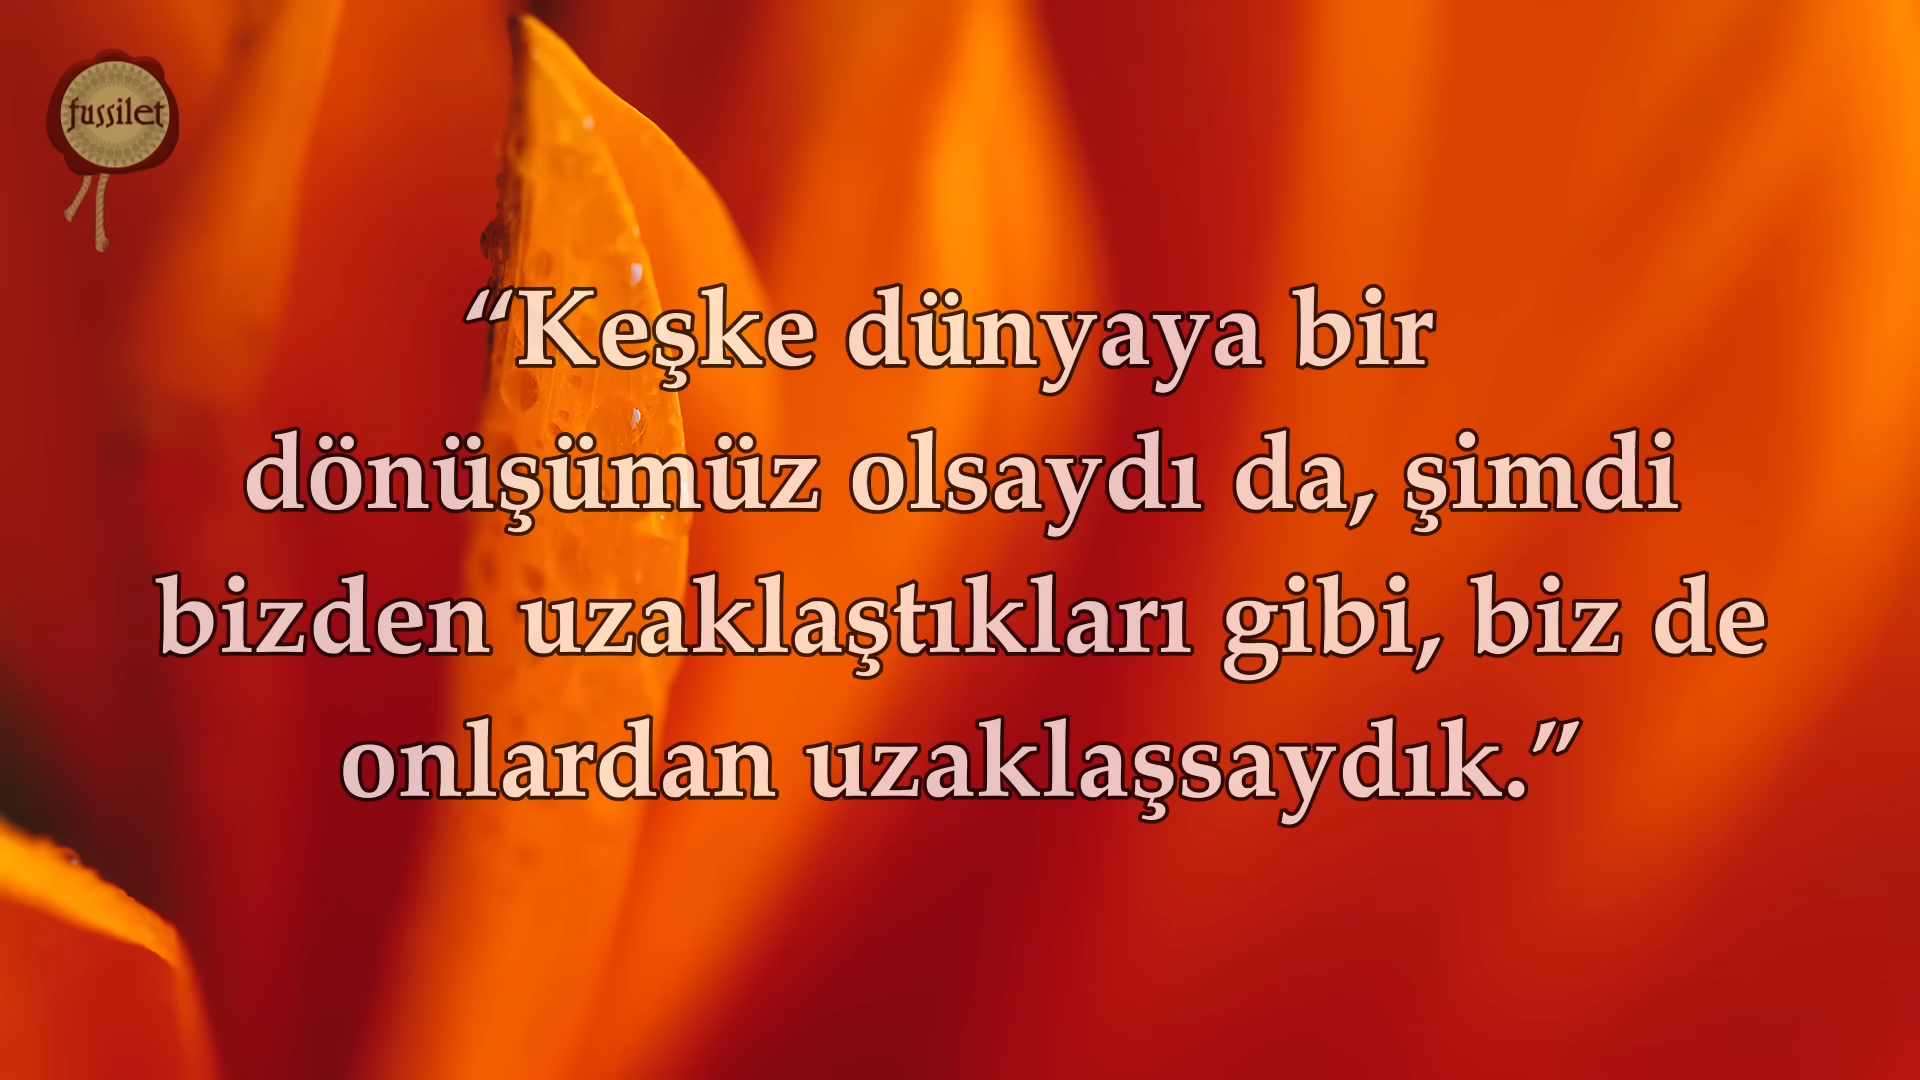 fussilet
“Keşke dünyaya bir
dönüşümüz olsaydı da, şimdi
bizden uzaklaştıkları gibi, biz de
onlardan uzaklaşsaydık.”